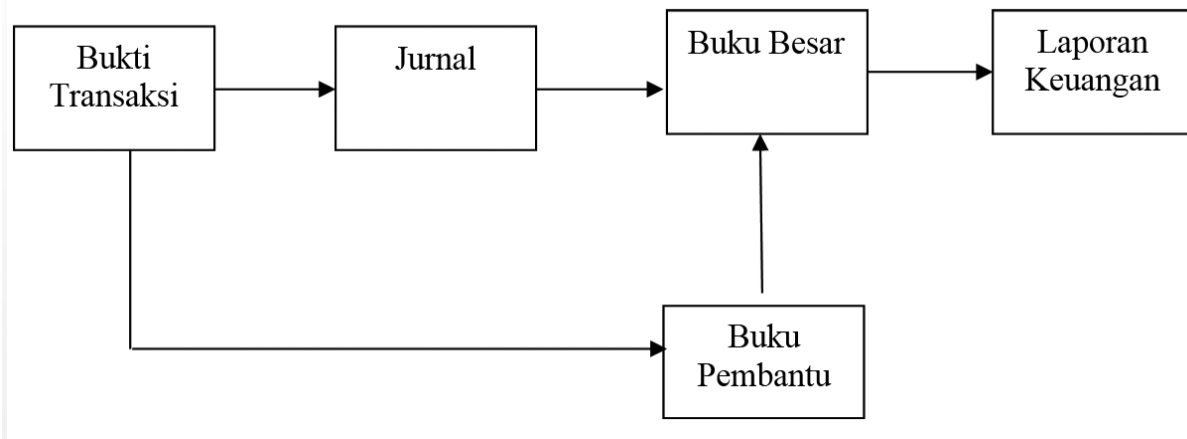 Bukti
Transaksi
Jurnal
Buku Besar
Laporan
Keuangan
Buku
Pembantu